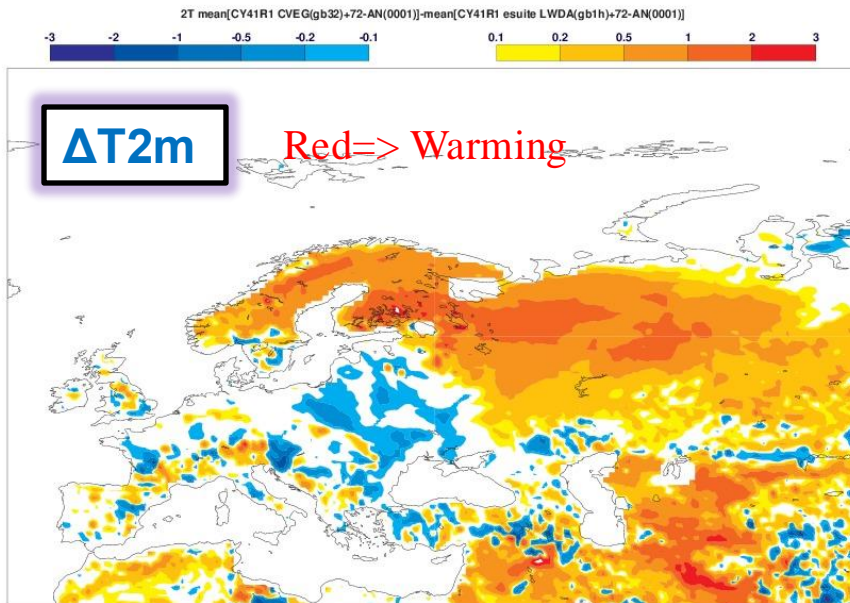 2T mean[CY41R1 CVEG(gb32)+72-AN(0001)]-mean[CY41R1 esuite LWDA(gb1h)+72-AN(0001)]
-3 -2 -1 -0.5 -0.2 -0.1 0.1 0.2 0.5 1 2 3
ΔT2m Red=> Warming